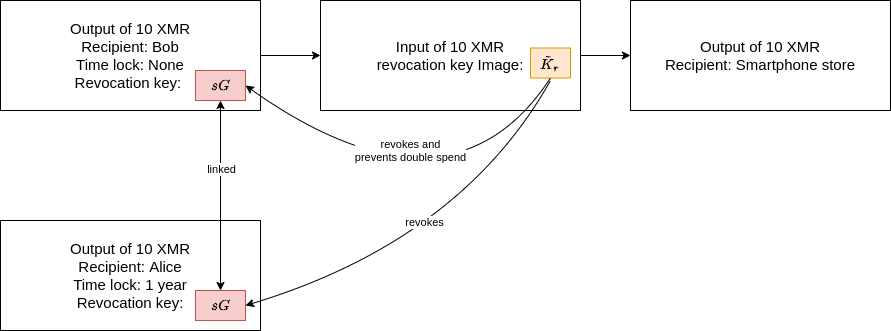 Output of 10 XMR
Recipient: Bob
Time lock: None
Revocation key:
sG
Input of 10 XMR
revocation key Image:
K̃ᵣ
Output of 10 XMR
Recipient: Smartphone store
revokes and
prevents double spend
linked
revokes
Output of 10 XMR
Recipient: Alice
Time lock: 1 year
Revocation key:
sG